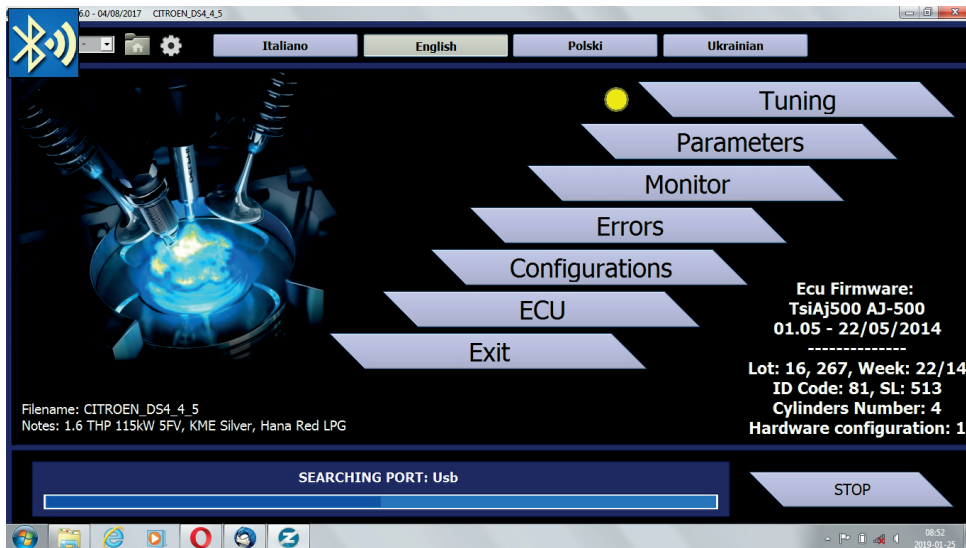 6.0 - 04/08/2017 CITROEN_DS4_4_5
Italiano
English
Polski
Ukrainian
Tuning
Parameters
Monitor
Errors
Configurations
ECU
Exit
Ecu Firmware:
TsiAj500 AJ-500
01.05 - 22/05/2014
--------------
Lot: 16, 267, Week: 22/14
ID Code: 81, SL: 513
Cylinders Number: 4
Hardware configuration: 1
Filename: CITROEN_DS4_4_5
Notes: 1.6 THP 115kW 5FV, KME Silver, Hana Red LPG
SEARCHING PORT: Usb
STOP
08:52
2019-01-25